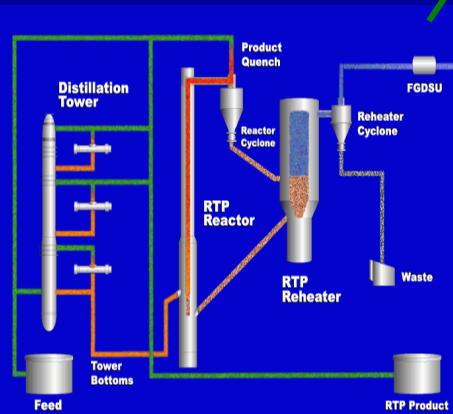 Product
Quench
FGDSU
Distillation
Tower
Reheater
Cyclone
Reactor
Cyclone
RTP
Reactor
RTP
Reheater
Waste
Tower
Bottoms
Feed
RTP Product